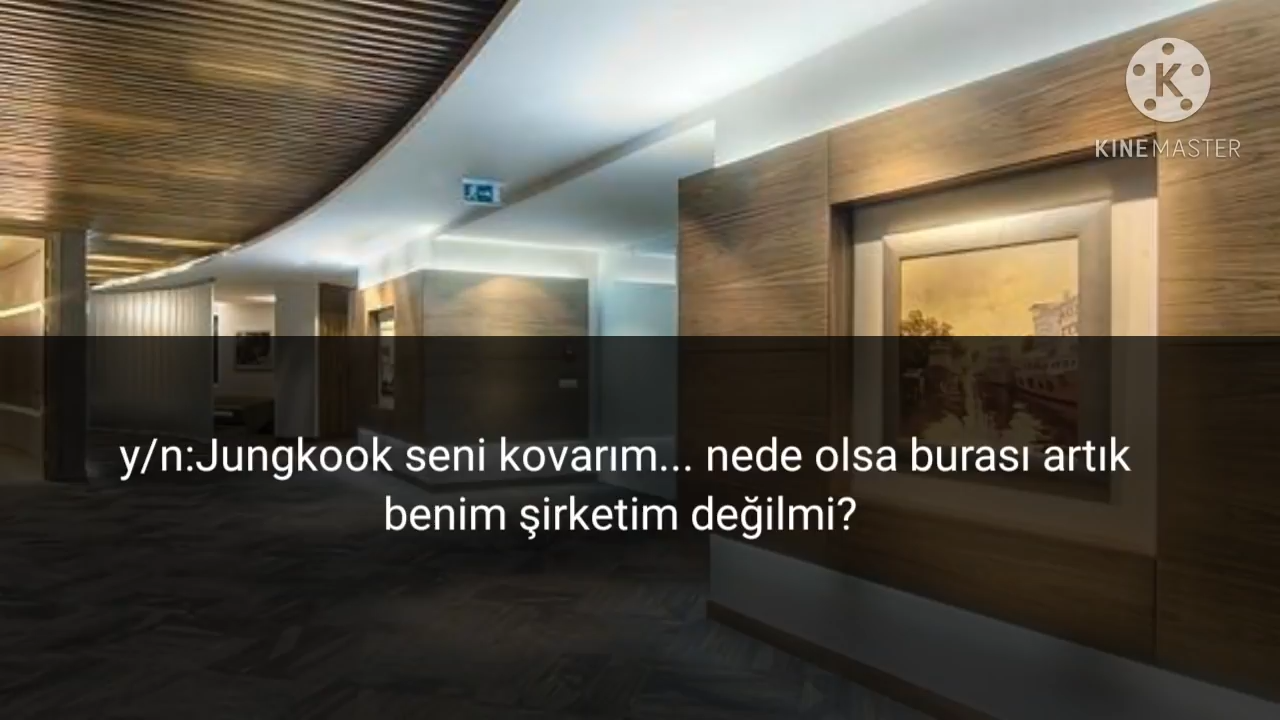 KINEMASTER
y/n:Jungkook seni kovarım... nede olsa burası artık
benim şirketim değilmi?